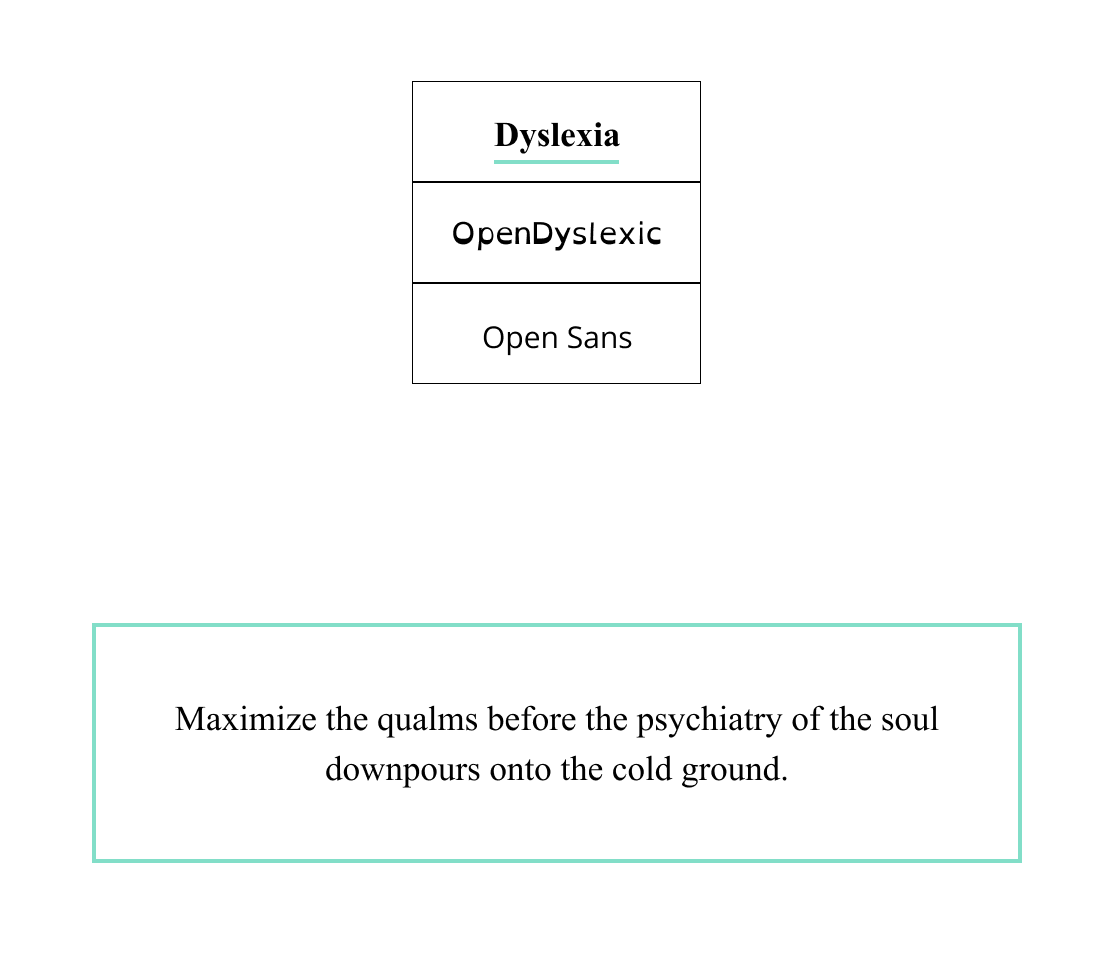 Dyslexia
OpenDyslexic
Open Sans
Maximize the qualms before the psychiatry of the soul
downpours onto the cold ground.